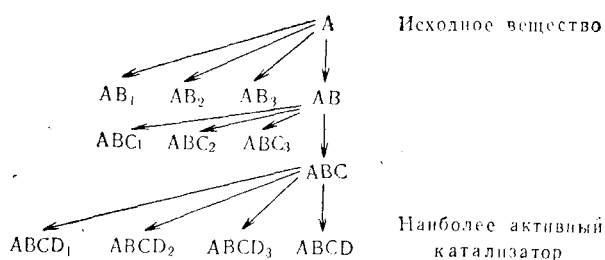 A Исходное вещество
AB₁ AB₂ AB₃ AB
ABC₁ ABC₂ ABC₃
ABC
Наиболее активный
ABCD₁ ABCD₂ ABCD₃ ABCD
катализатор